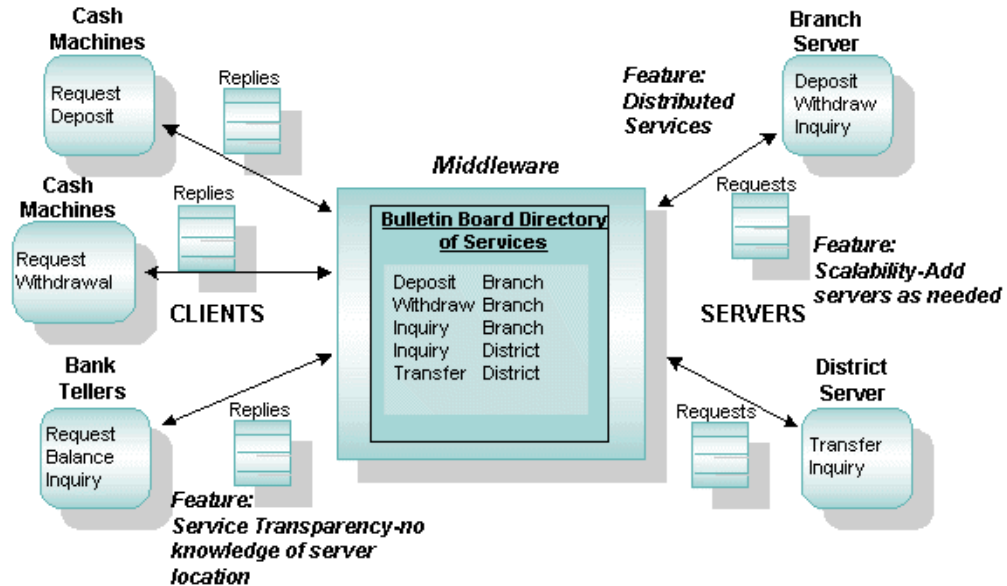 Cash
Machines
Request
Deposit
Replies
Cash
Machines
Request
Withdrawal
Replies
CLIENTS
Bank
Tellers
Request
Balance
Inquiry
Replies
Feature:
Service Transparency-no
knowledge of server
location
Middleware
Bulletin Board Directory
of Services
Deposit Branch
Withdraw Branch
Inquiry Branch
Inquiry District
Transfer District
Feature:
Distributed
Services
Branch
Server
Deposit
Withdraw
Inquiry
Requests
Feature:
Scalability-Add
servers as needed
SERVERS
District
Server
Requests
Transfer
Inquiry